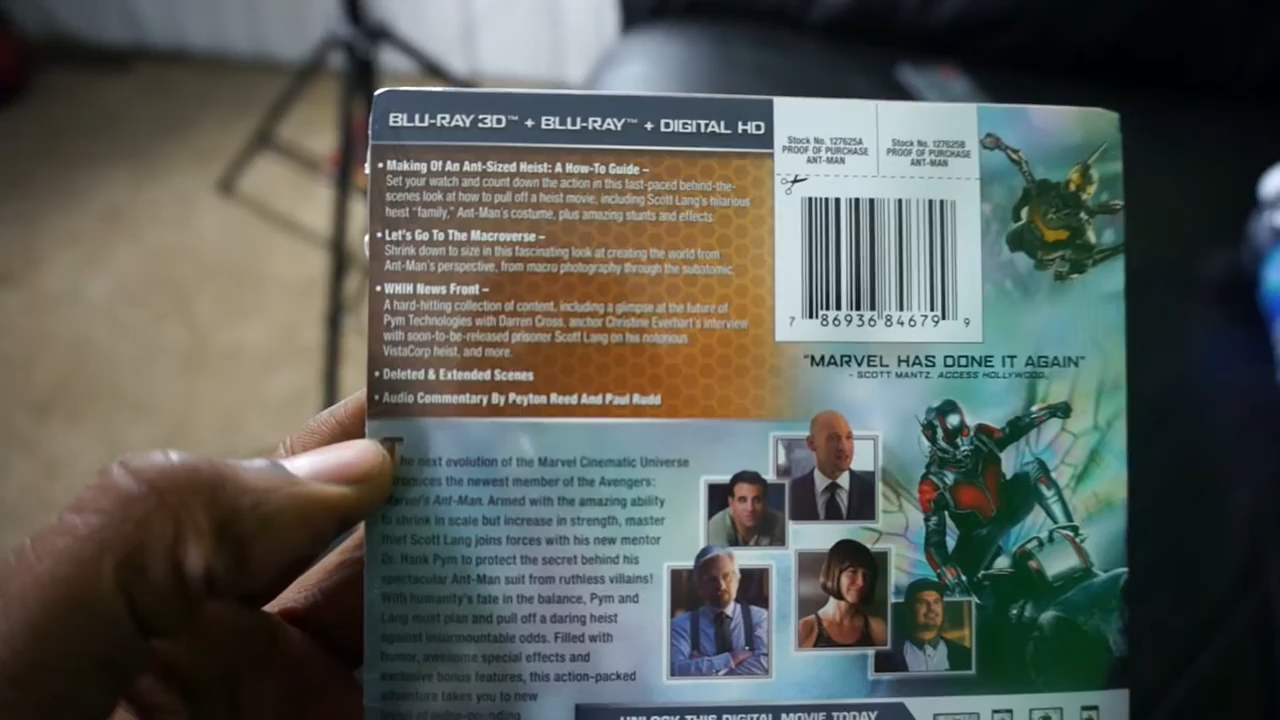 BLU-RAY 3D™ + BLU-RAY™ + DIGITAL HD
• Making Of An Ant-Sized Heist: A How-To Guide –
Set your watch and count down the action in this fast-paced behind-the-
scenes look at how to pull off a heist movie, including Scott Lang's hilarious
heist "family," Ant-Man's costume, plus amazing stunts and effects.
• Let's Go To The Macroverse –
Shrink down to size in this fascinating look at creating the world from
Ant-Man's perspective, from macro photography through the subatomic.
• WHIH News Front –
A hard-hitting collection of content, including a glimpse at the future of
Pym Technologies with Darren Cross, anchor Christine Everhart's interview
with soon-to-be-released prisoner Scott Lang on his notorious
VistaCorp heist, and more.
• Deleted & Extended Scenes
• Audio Commentary By Peyton Reed And Paul Rudd
Stock No. 127625A
PROOF OF PURCHASE
ANT-MAN
Stock No. 127625B
PROOF OF PURCHASE
ANT-MAN
7 86936 84679 9
"MARVEL HAS DONE IT AGAIN"
- SCOTT MANTZ, ACCESS HOLLYWOOD
The next evolution of the Marvel Cinematic Universe
the newest member of the Avengers:
Marvel's Ant-Man. Armed with the amazing ability
to shrink in scale but increase in strength, master
thief Scott Lang joins forces with his new mentor
Dr. Hank Pym to protect the secret behind his
spectacular Ant-Man suit from ruthless villains!
With humanity's fate in the balance, Pym and
Lang must plan and pull off a daring heist
against insurmountable odds. Filled with
humor, awesome special effects and
exclusive bonus features, this action-packed
adventure takes you to new
UNLOCK THIS DIGITAL MOVIE TODAY